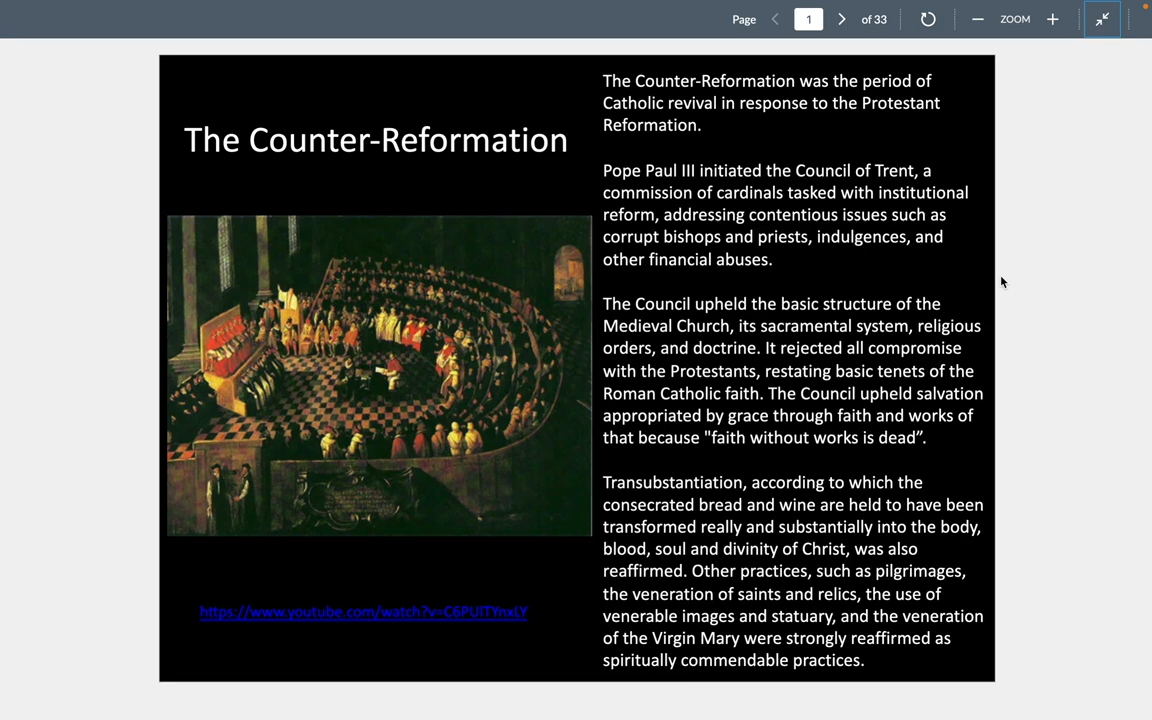 Page 1 of 33 ZOOM
The Counter-Reformation
https://www.youtube.com/watch?v=C6PUITYnxLY
The Counter-Reformation was the period of
Catholic revival in response to the Protestant
Reformation.
Pope Paul III initiated the Council of Trent, a
commission of cardinals tasked with institutional
reform, addressing contentious issues such as
corrupt bishops and priests, indulgences, and
other financial abuses.
The Council upheld the basic structure of the
Medieval Church, its sacramental system, religious
orders, and doctrine. It rejected all compromise
with the Protestants, restating basic tenets of the
Roman Catholic faith. The Council upheld salvation
appropriated by grace through faith and works of
that because "faith without works is dead”.
Transubstantiation, according to which the
consecrated bread and wine are held to have been
transformed really and substantially into the body,
blood, soul and divinity of Christ, was also
reaffirmed. Other practices, such as pilgrimages,
the veneration of saints and relics, the use of
venerable images and statuary, and the veneration
of the Virgin Mary were strongly reaffirmed as
spiritually commendable practices.